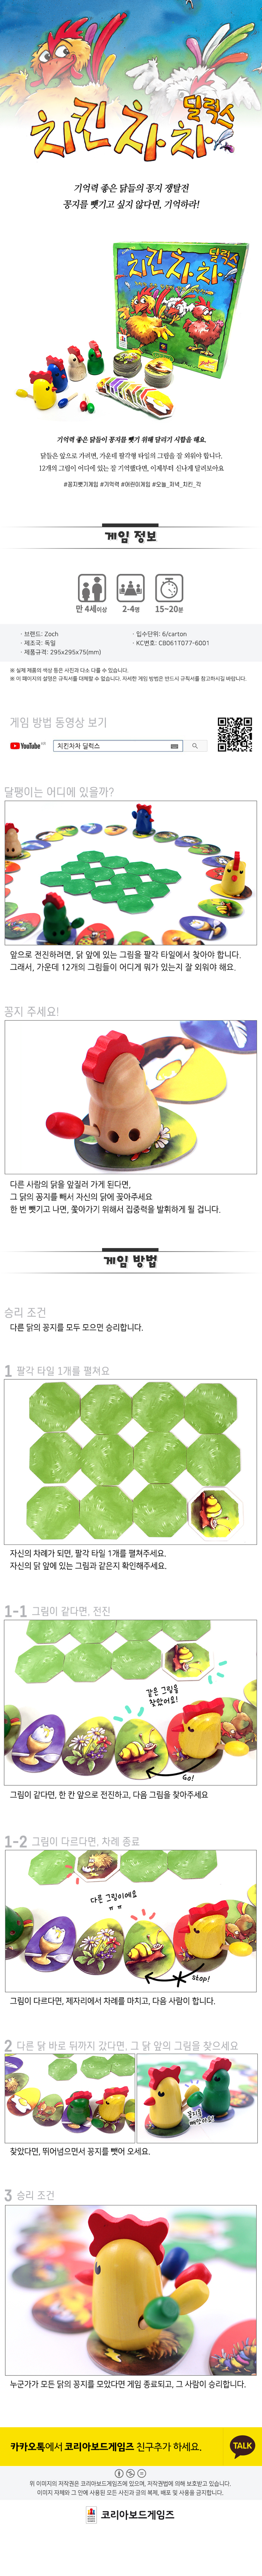 치킨차차
딜럭스
기억력 좋은 닭들의 꽁지 쟁탈전
꽁지를 뺏기고 싶지 않다면, 기억하라!
치킨차차
딜럭스
Zoch
기억력 좋은 닭들이 꽁지를 뺏기 위해 달리기 시합을 해요.
닭들은 앞으로 가려면, 가운데 팔각형 타일의 그림을 잘 외워야 합니다.
12개의 그림이 어디에 있는 잘 기억했다면, 이제부터 신나게 달려보아요
#꽁지뺏기게임 #기억력 #어린이게임 #오늘_저녁_치킨_각
게임 정보
만 4세이상
2-4명
15~20분
· 브랜드: Zoch
· 입수단위: 6/carton
· 제조국: 독일
· KC번호: CB061T077-6001
· 제품규격: 295x295x75(mm)
※ 실제 제품의 색상 등은 사진과 다소 다를 수 있습니다.
※ 이 페이지의 설명은 규칙서를 대체할 수 없습니다. 자세한 게임 방법은 반드시 규칙서를 참고하시길 바랍니다.
게임 방법 동영상 보기
YouTube KR
치킨차차 딜럭스
달팽이는 어디에 있을까?
앞으로 전진하려면, 닭 앞에 있는 그림을 팔각 타일에서 찾아야 합니다.
그래서, 가운데 12개의 그림들이 어디게 뭐가 있는지 잘 외워야 해요.
꽁지 주세요!
다른 사람의 닭을 앞질러 가게 된다면,
그 닭의 꽁지를 빼서 자신의 닭에 꽂아주세요
한 번 뺏기고 나면, 쫓아가기 위해서 집중력을 발휘하게 될 겁니다.
게임 방법
승리 조건
다른 닭의 꽁지를 모두 모으면 승리합니다.
1 팔각 타일 1개를 펼쳐요
자신의 차례가 되면, 팔각 타일 1개를 펼쳐주세요.
자신의 닭 앞에 있는 그림과 같은지 확인해주세요.
1-1 그림이 같다면, 전진
같은 그림을
찾았어요!
Go!
그림이 같다면, 한 칸 앞으로 전진하고, 다음 그림을 찾아주세요
1-2 그림이 다르다면, 차례 종료
다른 그림이에요
ㅠㅠ
Stop!
그림이 다르다면, 제자리에서 차례를 마치고, 다음 사람이 합니다.
2 다른 닭 바로 뒤까지 갔다면, 그 닭 앞의 그림을 찾으세요
꽁지를
찾았다면, 뛰어넘으면서 꽁지를 뺏어 오세요.
3 승리 조건
누군가가 모든 닭의 꽁지를 모았다면 게임 종료되고, 그 사람이 승리합니다.
카카오톡에서 코리아보드게임즈 친구추가 하세요.
TALK
위 이미지의 저작권은 코리아보드게임즈에 있으며, 저작권법에 의해 보호받고 있습니다.
이미지 자체와 그 안에 사용된 모든 사진과 글의 복제, 배포 및 사용을 금지합니다.
코리아보드게임즈